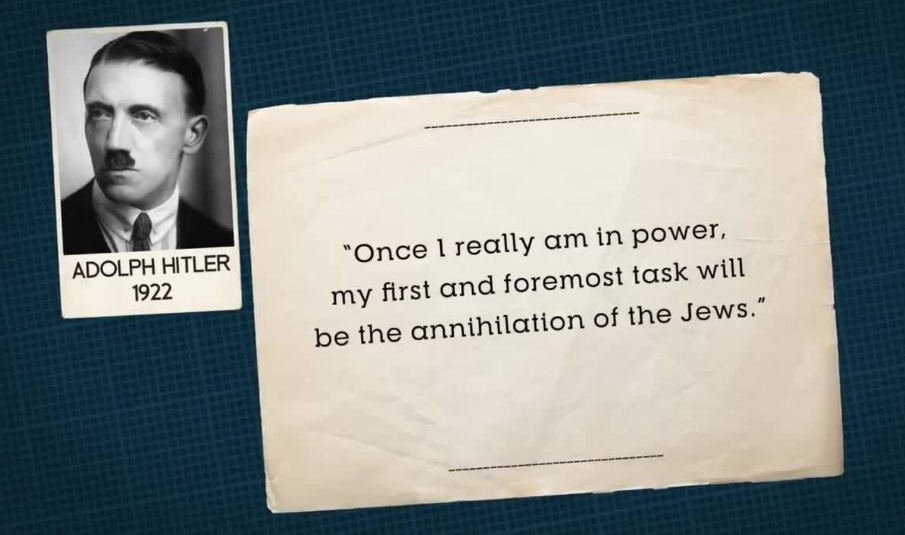 ADOLPH HITLER
1922
“Once I really am in power,
my first and foremost task will
be the annihilation of the Jews.”